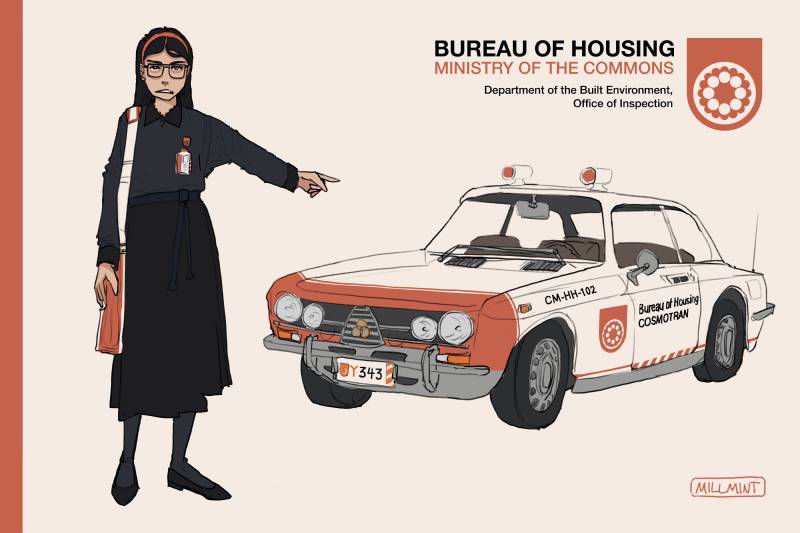 BUREAU OF HOUSING
MINISTRY OF THE COMMONS
Department of the Built Environment,
Office of Inspection
CM-HH-102
Bureau of Housing
COSMOTRAN
UY343
MILLMINT